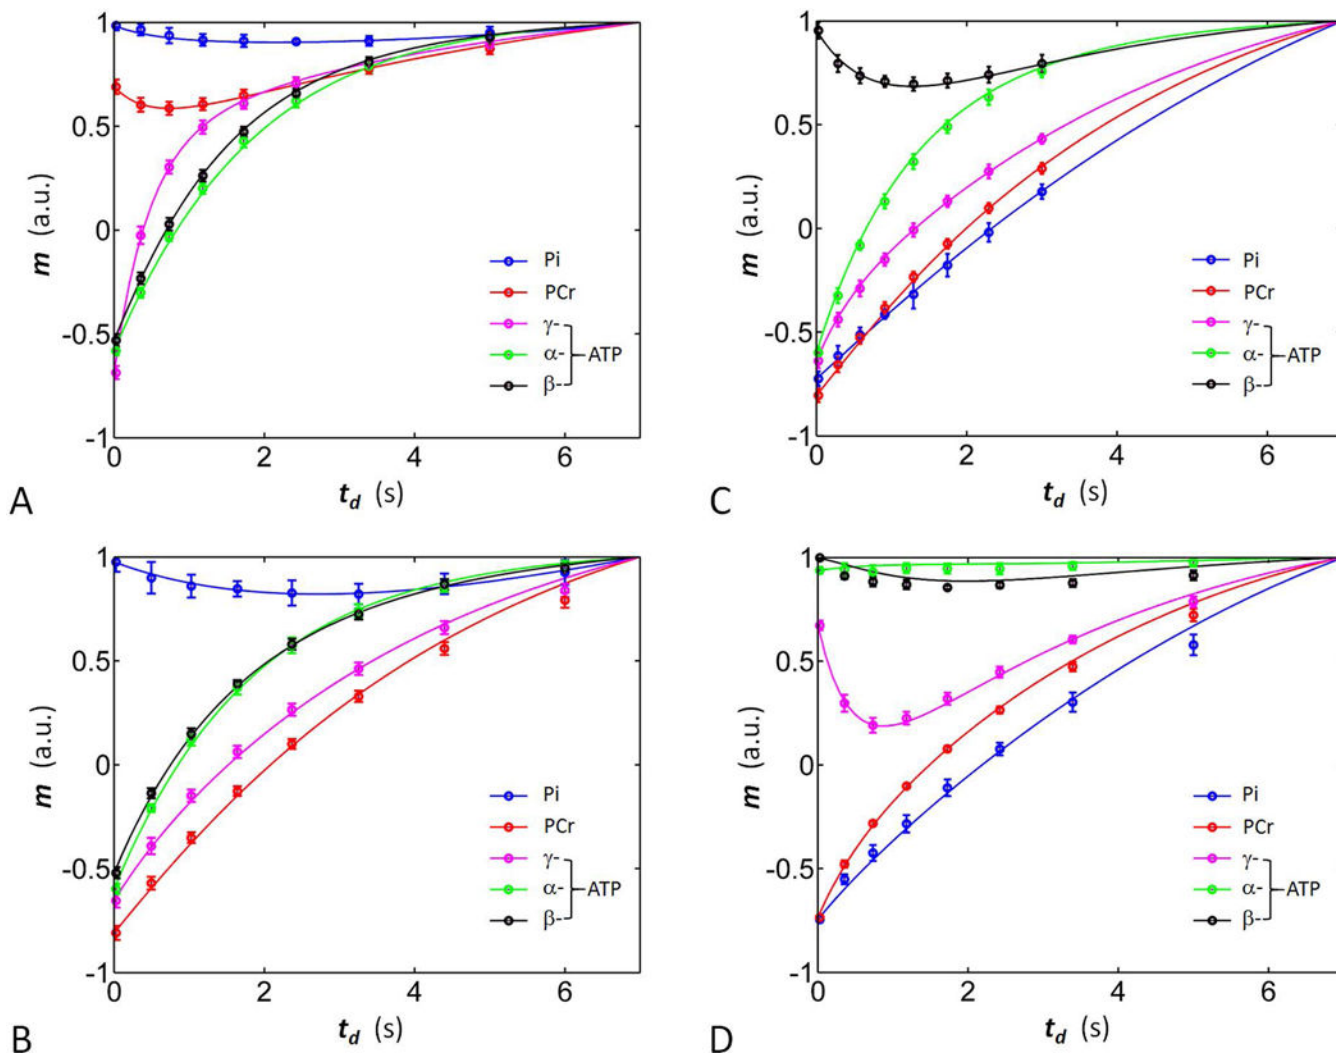 1
0.5
0
-0.5
-1
m (a.u.)
0 2 4 6
t_d (s)
Pi
PCr
γ-
α- ATP
β-
A
1
0.5
0
-0.5
-1
m (a.u.)
0 2 4 6
t_d (s)
Pi
PCr
γ-
α- ATP
β-
C
1
0.5
0
-0.5
-1
m (a.u.)
0 2 4 6
t_d (s)
Pi
PCr
γ-
α- ATP
β-
B
1
0.5
0
-0.5
-1
m (a.u.)
0 2 4 6
t_d (s)
Pi
PCr
γ-
α- ATP
β-
D